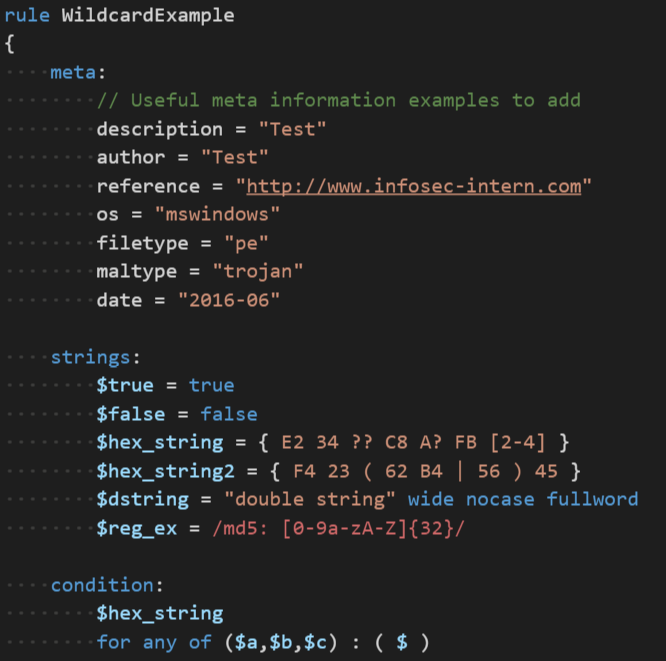 rule WildcardExample
{
    meta:
        // Useful meta information examples to add
        description = "Test"
        author = "Test"
        reference = "http://www.infosec-intern.com"
        os = "mswindows"
        filetype = "pe"
        maltype = "trojan"
        date = "2016-06"

    strings:
        $true = true
        $false = false
        $hex_string = { E2 34 ?? C8 A? FB [2-4] }
        $hex_string2 = { F4 23 ( 62 B4 | 56 ) 45 }
        $dstring = "double string" wide nocase fullword
        $reg_ex = /md5: [0-9a-zA-Z]{32}/

    condition:
        $hex_string
        for any of ($a,$b,$c) : ( $ )